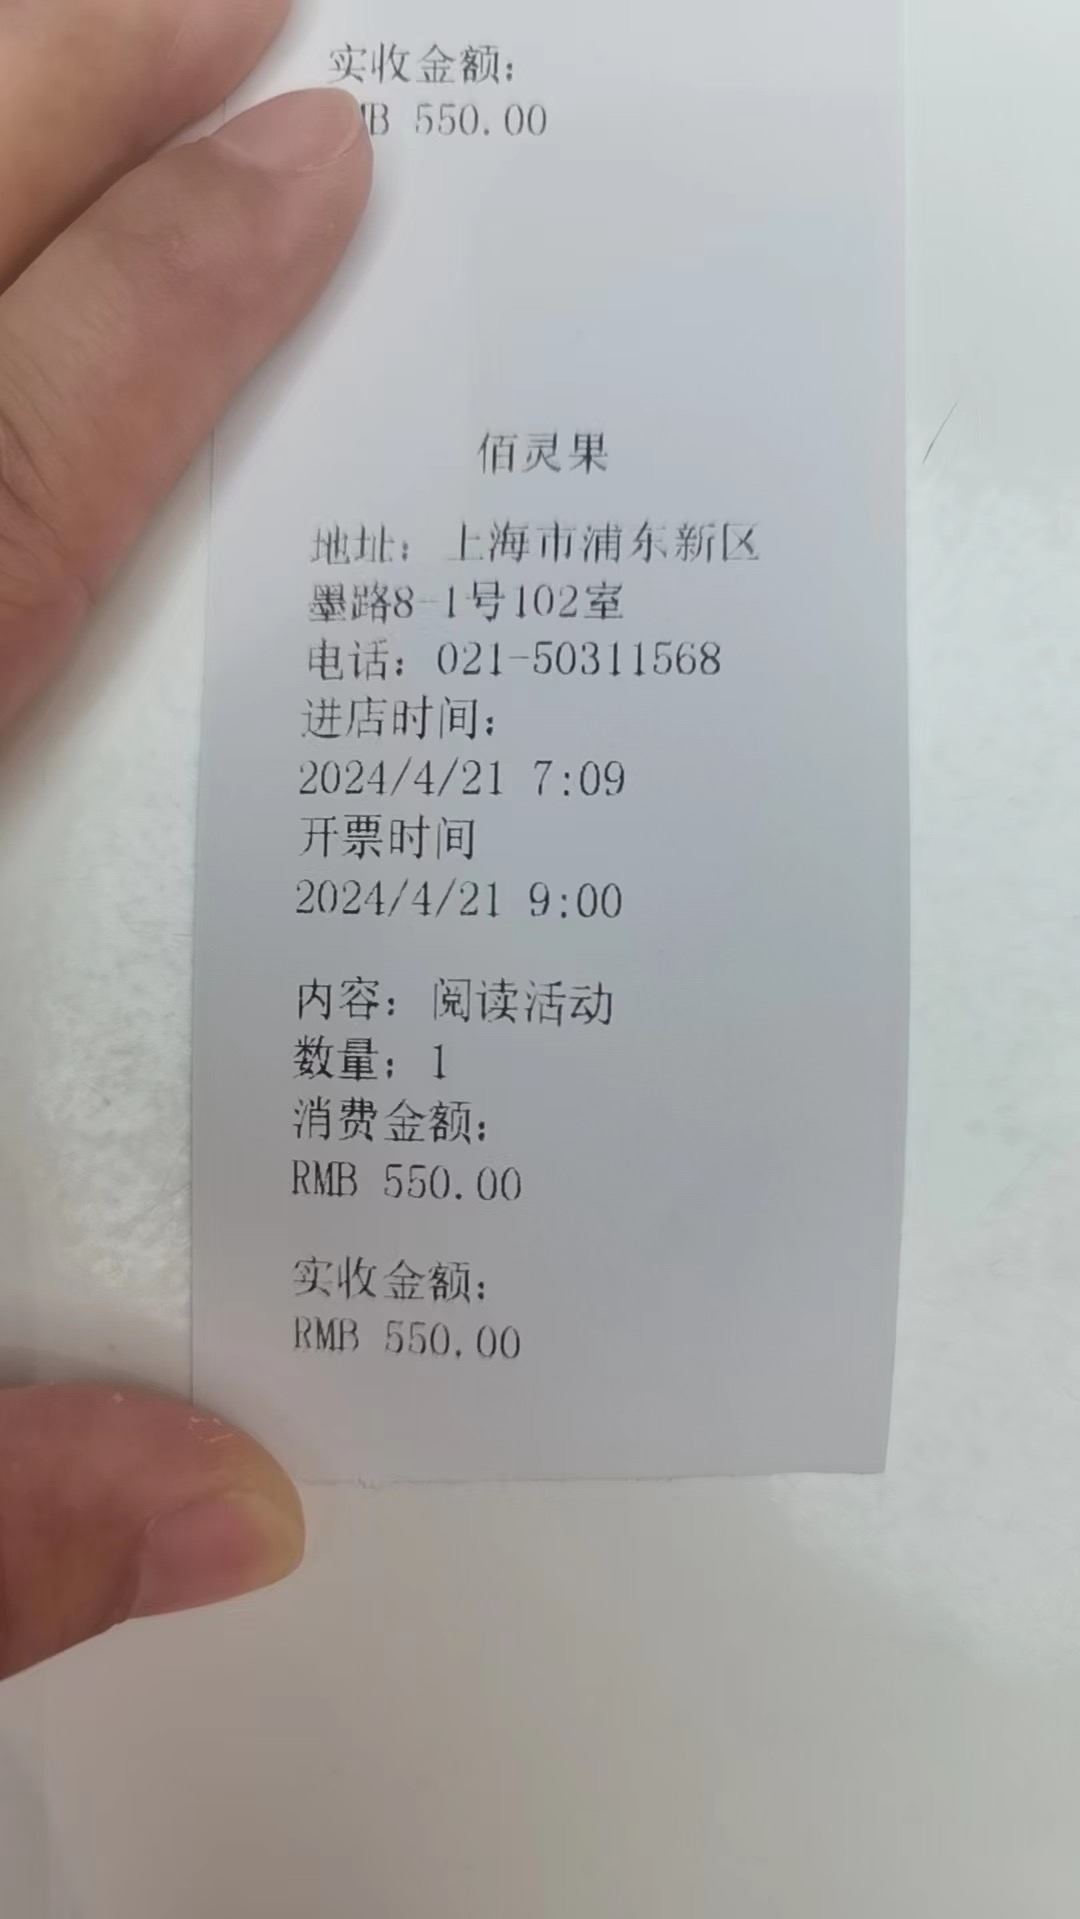 实收金额：
MB 550.00
佰灵果
地址：上海市浦东新区
墨路8-1号102室
电话：021-50311568
进店时间：
2024/4/21 7:09
开票时间
2024/4/21 9:00
内容：阅读活动
数量：1
消费金额：
RMB 550.00
实收金额：
RMB 550.00